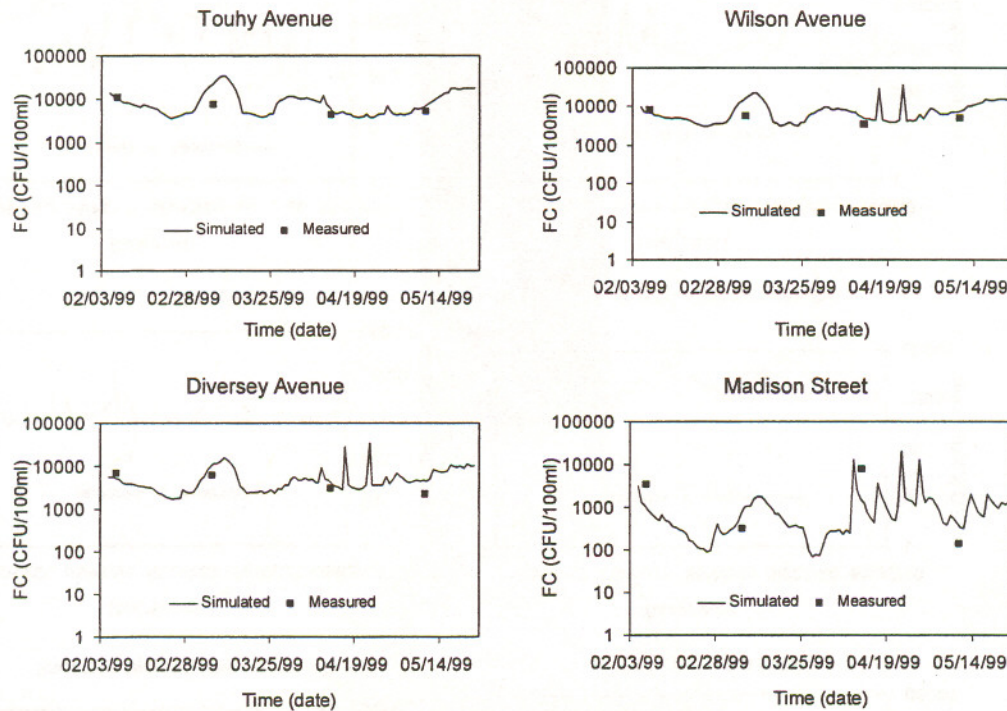 Touhy Avenue
FC (CFU/100ml)
100000
10000
1000
100
10
1
Simulated
Measured
02/03/99 02/28/99 03/25/99 04/19/99 05/14/99
Time (date)
Wilson Avenue
FC (CFU/100ml)
100000
10000
1000
100
10
1
Simulated
Measured
02/03/99 02/28/99 03/25/99 04/19/99 05/14/99
Time (date)
Diversey Avenue
FC (CFU/100ml)
100000
10000
1000
100
10
1
Simulated
Measured
02/03/99 02/28/99 03/25/99 04/19/99 05/14/99
Time (date)
Madison Street
FC (CFU/100ml)
100000
10000
1000
100
10
1
Simulated
Measured
02/03/99 02/28/99 03/25/99 04/19/99 05/14/99
Time (date)